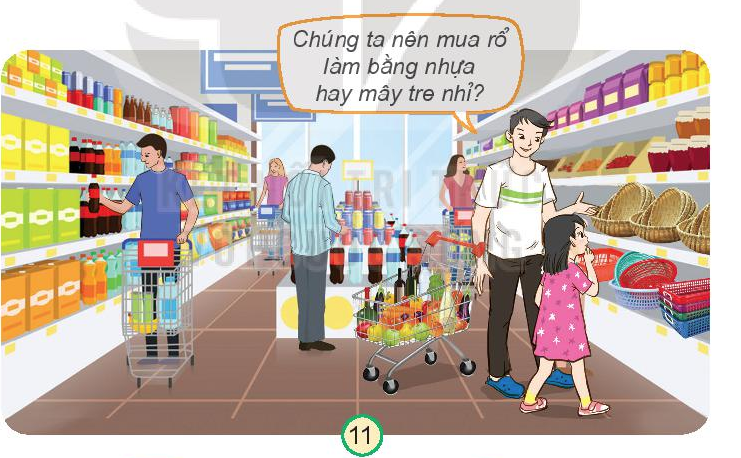 Chúng ta nên mua rổ
làm bằng nhựa
hay mây tre nhỉ?
11